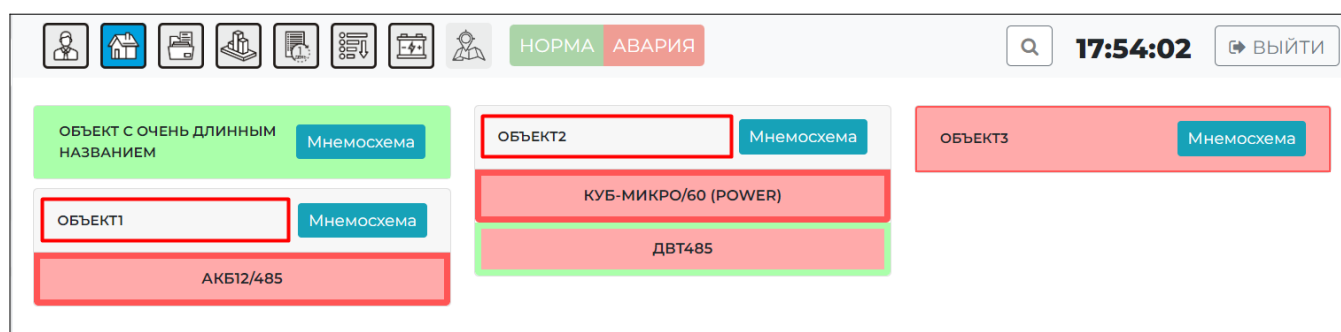 НОРМА АВАРИЯ
17:54:02
ВЫЙТИ
ОБЪЕКТ С ОЧЕНЬ ДЛИННЫМ
НАЗВАНИЕМ
Мнемосхема
ОБЪЕКТ1
Мнемосхема
АКБ12/485
ОБЪЕКТ2
Мнемосхема
КУБ-МИКРО/60 (POWER)
ДВТ485
ОБЪЕКТ3
Мнемосхема